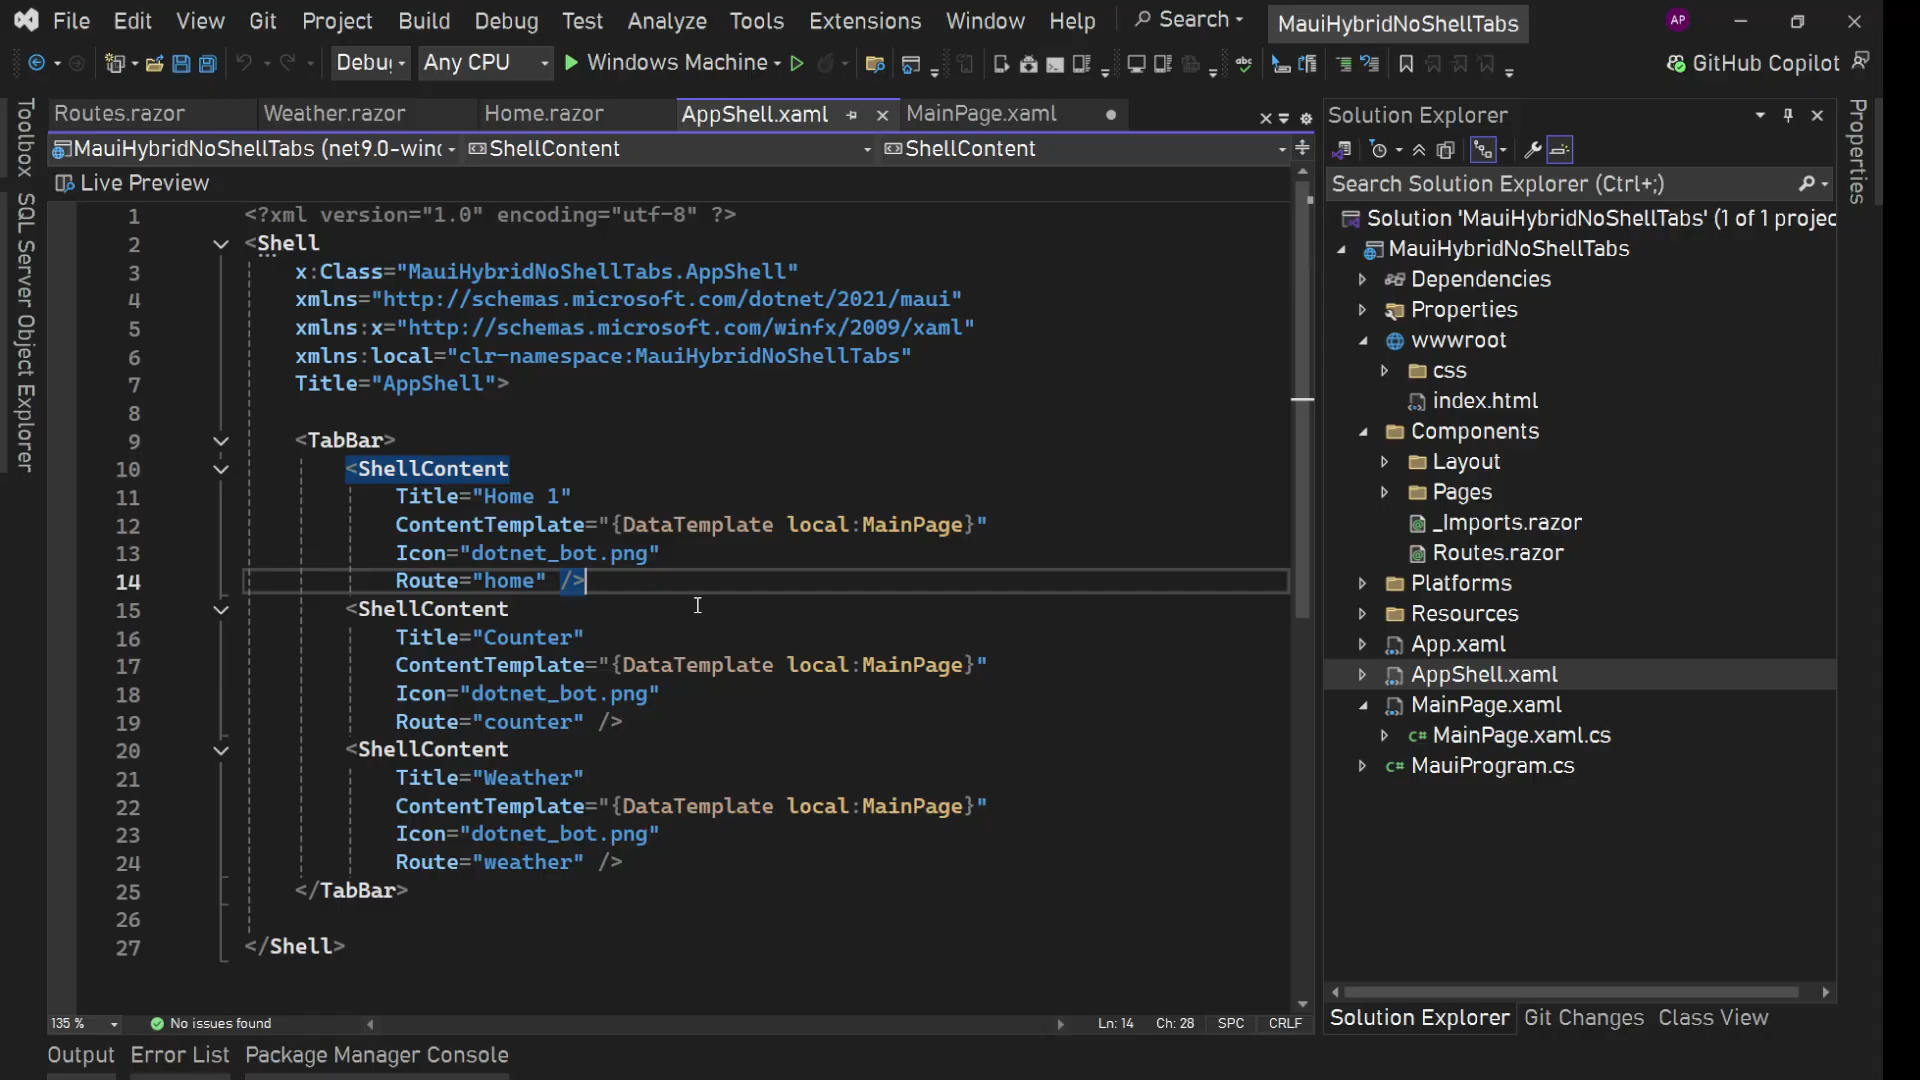 File Edit View Git Project Build Debug Test Analyze Tools Extensions Window Help Search MauiHybridNoShellTabs AP
Any CPU Windows Machine GitHub Copilot
Routes.razor Weather.razor Home.razor AppShell.xaml MainPage.xaml
MauiHybridNoShellTabs ShellContent ShellContent
Live Preview
1 <?xml version="1.0" encoding="utf-8" ?>
2 <Shell
3 x:Class="MauiHybridNoShellTabs.AppShell"
4 xmlns="http://schemas.microsoft.com/dotnet/2021/maui"
5 xmlns:x="http://schemas.microsoft.com/winfx/2009/xaml"
6 xmlns:local="clr-namespace:MauiHybridNoShellTabs"
7 Title="AppShell">
8
9 <TabBar>
10 <ShellContent
11 Title="Home 1"
12 ContentTemplate="{DataTemplate local:MainPage}"
13 Icon="dotnet_bot.png"
14 Route="home" />
15 <ShellContent
16 Title="Counter"
17 ContentTemplate="{DataTemplate local:MainPage}"
18 Icon="dotnet_bot.png"
19 Route="counter" />
20 <ShellContent
21 Title="Weather"
22 ContentTemplate="{DataTemplate local:MainPage}"
23 Icon="dotnet_bot.png"
24 Route="weather" />
25 </TabBar>
26
27 </Shell>
135 % No issues found Ln: 14 Ch: 28 SPC CRLF
Output Error List Package Manager Console
Toolbox
SQL Server Object Explorer
Solution Explorer
Search Solution Explorer (Ctrl+;)
Solution 'MauiHybridNoShellTabs' (1 of 1 projec
MauiHybridNoShellTabs
Dependencies
Properties
wwwroot
css
index.html
Components
Layout
Pages
_Imports.razor
Routes.razor
Platforms
Resources
App.xaml
AppShell.xaml
MainPage.xaml
MainPage.xaml.cs
MauiProgram.cs
Solution Explorer Git Changes Class View
Properties